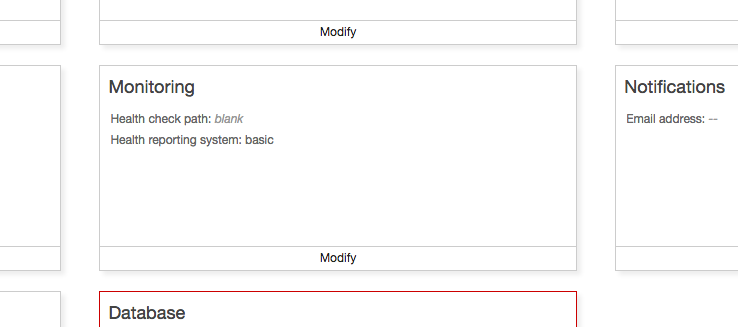 Modify
Monitoring
Health check path: blank
Health reporting system: basic
Modify
Notifications
Email address: --
Database